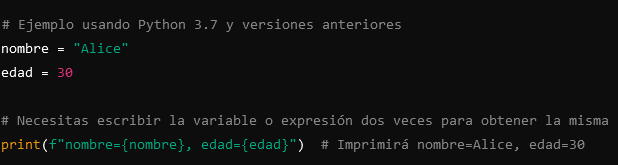 # Ejemplo usando Python 3.7 y versiones anteriores
nombre = "Alice"
edad = 30
# Necesitas escribir la variable o expresión dos veces para obtener la misma
print(f"nombre={nombre}, edad={edad}")  # Imprimirá nombre=Alice, edad=30